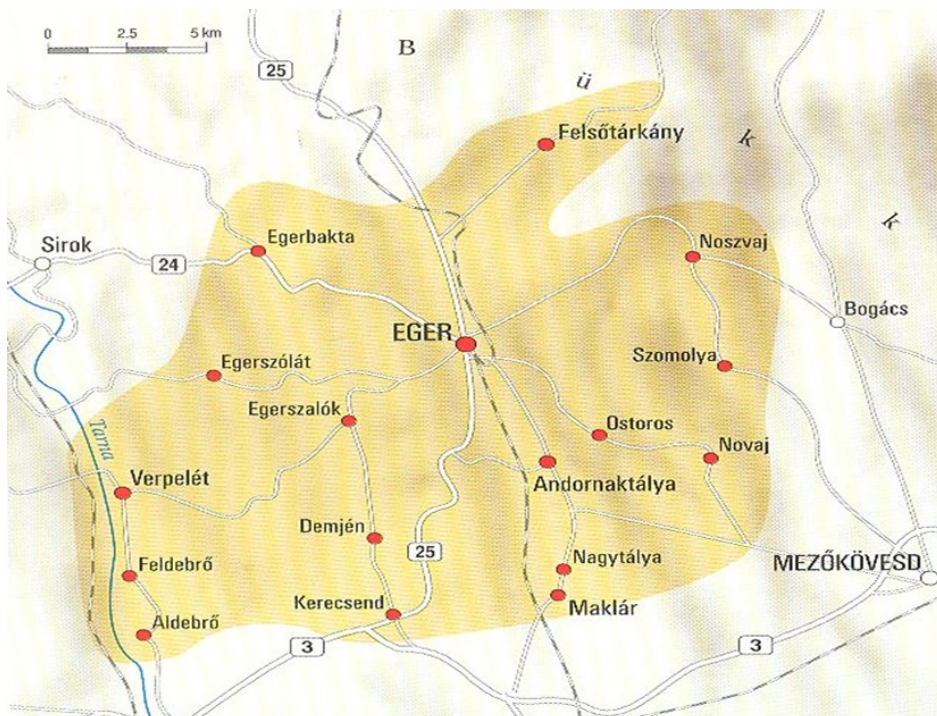 0 2.5 5 km
B
25
ü
Felsőtárkány
k
k
Sirok
24
Egerbakta
Noszvaj
Bogács
EGER
Egerszólát
Szomolya
Egerszalók
Ostoros
Novaj
Tarna
Verpelét
Andornaktálya
Demjén
25
Feldebrő
Nagytálya
MEZŐKÖVESD
Aldebrő
Kerecsend
Maklár
3
3